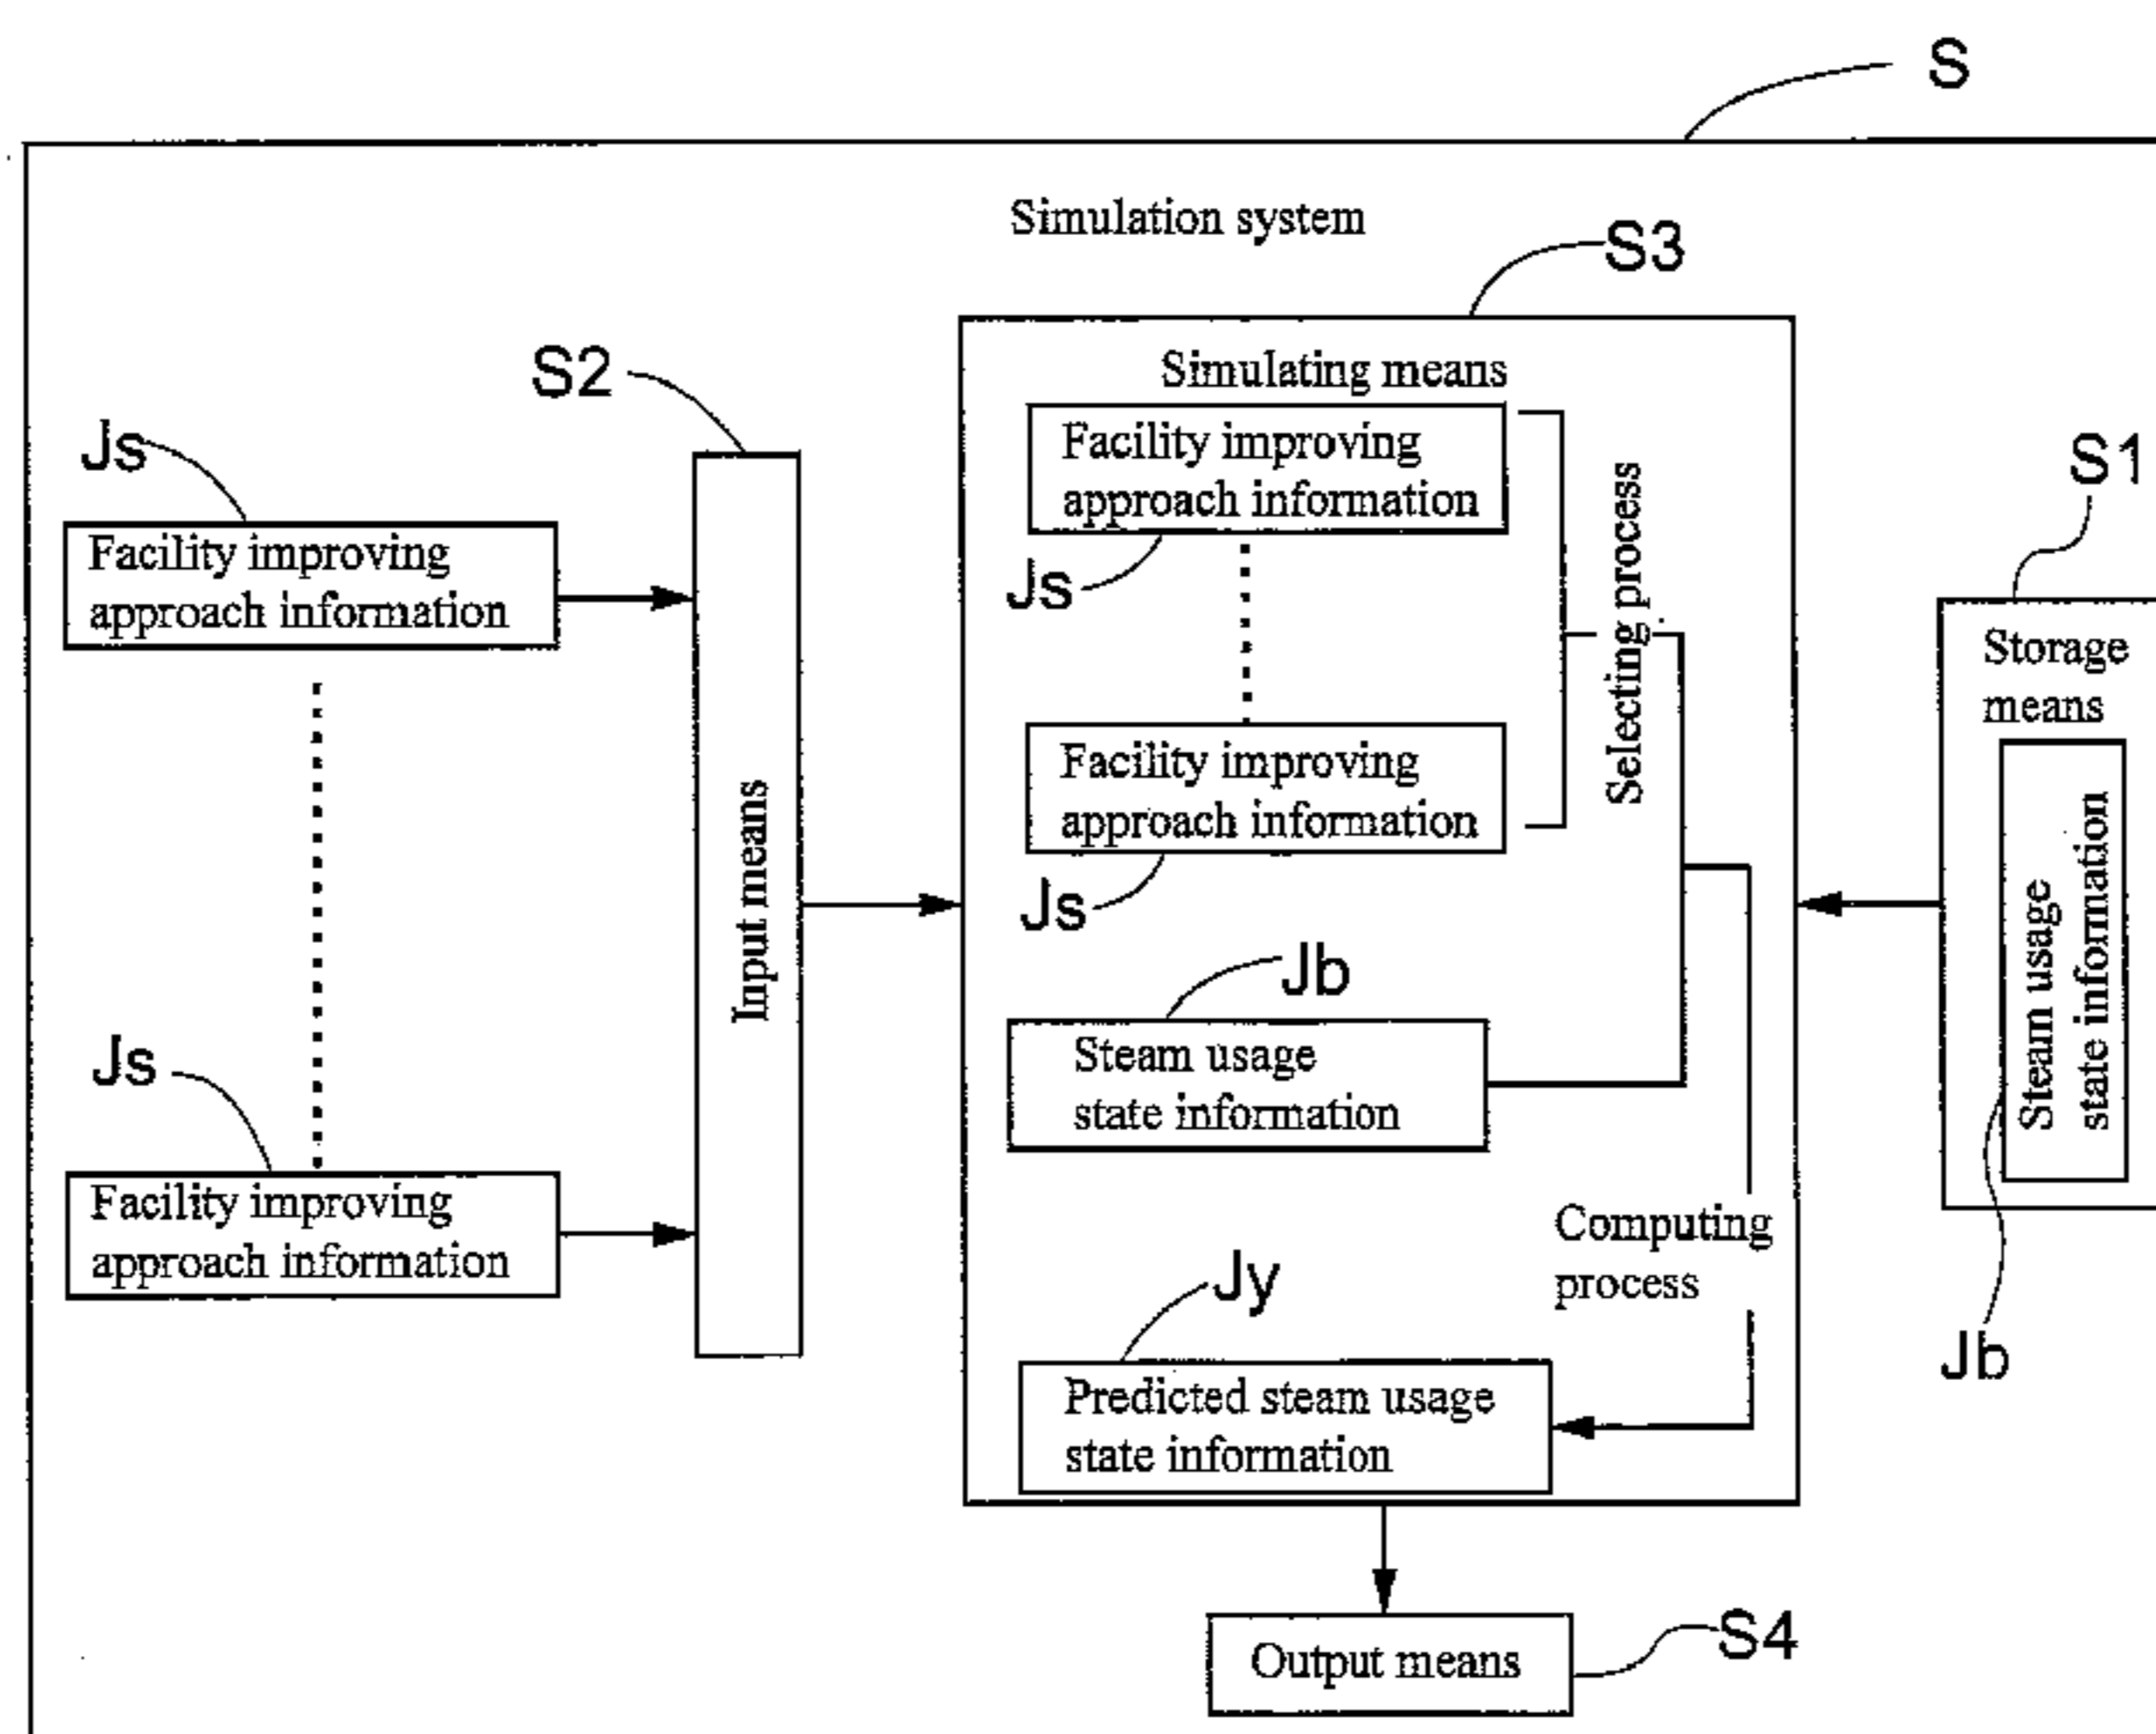 S
Simulation system
S3
S2
Simulating means
Js
Facility improving
approach information
S1
Facility improving
approach information
Js
Selecting process
Storage
means
Facility improving
approach information
Input means
Js
Jb
Steam usage
state information
Steam usage
state information
Js
Facility improving
approach information
Computing
process
Jy
Jb
Predicted steam usage
state information
Output means
S4